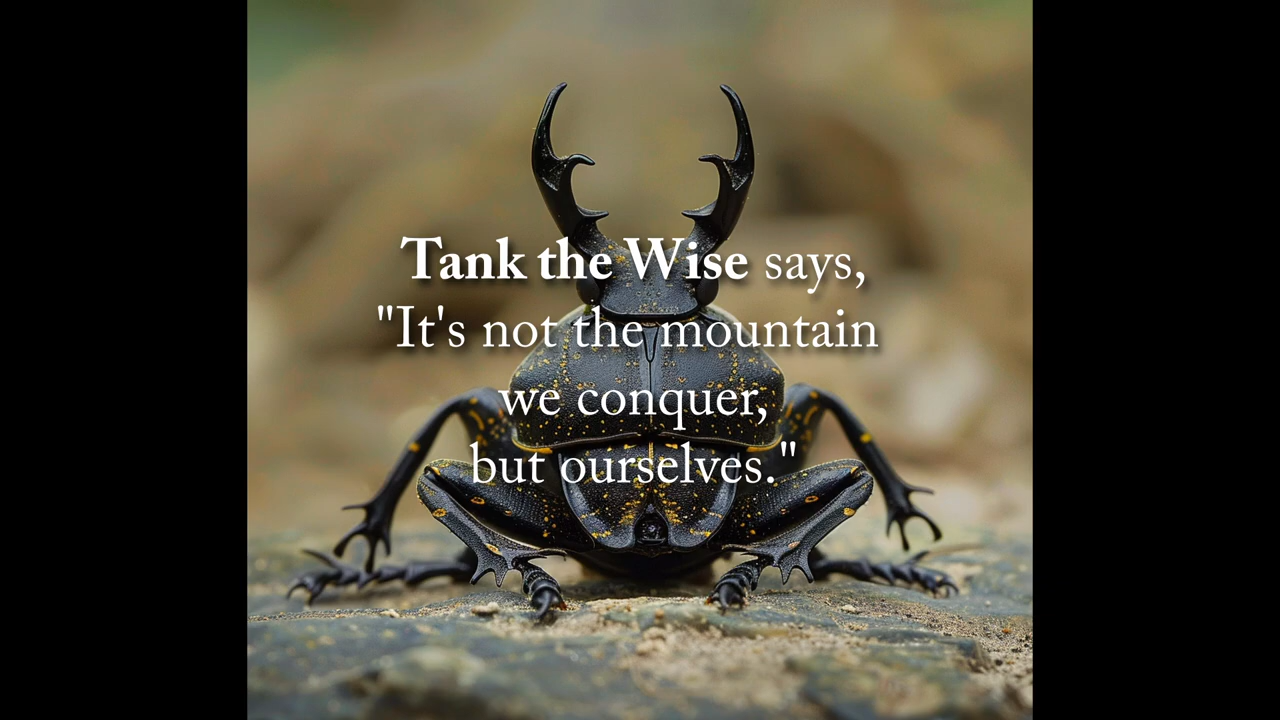 Tank the Wise says,
"It's not the mountain
we conquer,
but ourselves."